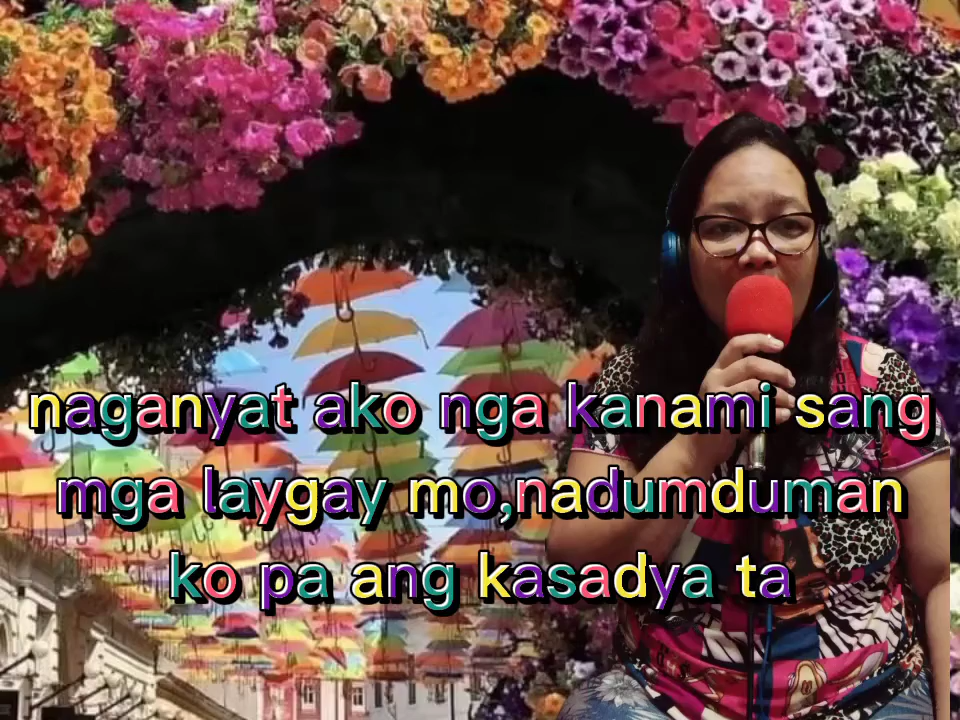 naganyat ako nga kanami sang
mga laygay mo,nadumduman
ko pa ang kasadya ta